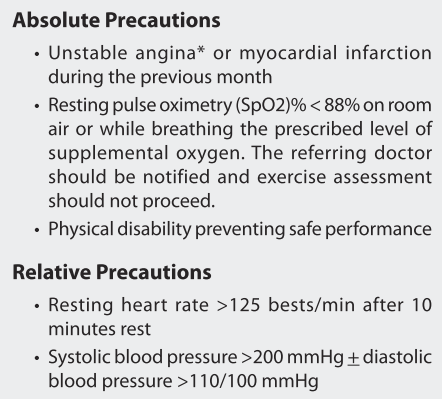 Absolute Precautions
• Unstable angina* or myocardial infarction
during the previous month
• Resting pulse oximetry (SpO2)% < 88% on room
air or while breathing the prescribed level of
supplemental oxygen. The referring doctor
should be notified and exercise assessment
should not proceed.
• Physical disability preventing safe performance
Relative Precautions
• Resting heart rate >125 bests/min after 10
minutes rest
• Systolic blood pressure >200 mmHg ± diastolic
blood pressure >110/100 mmHg